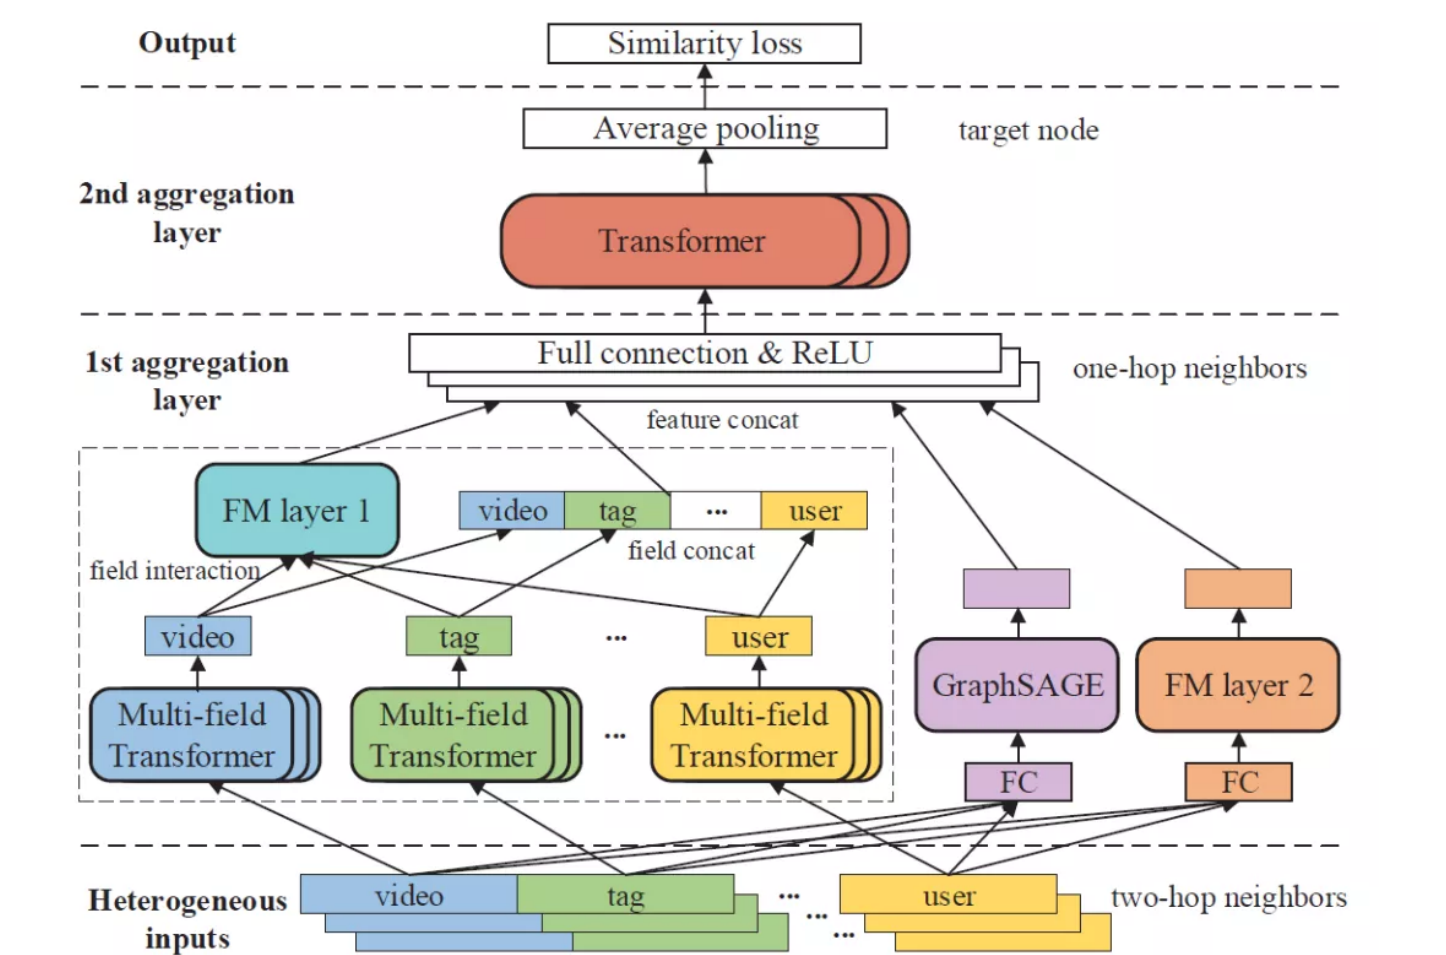 Output
Similarity loss
Average pooling
target node
2nd aggregation
layer
Transformer
1st aggregation
layer
Full connection & ReLU
one-hop neighbors
feature concat
FM layer 1
video
tag
...
user
field concat
field interaction
video
tag
...
user
Multi-field
Transformer
Multi-field
Transformer
...
Multi-field
Transformer
GraphSAGE
FM layer 2
FC
FC
Heterogeneous
inputs
video
tag
...
...
...
user
two-hop neighbors